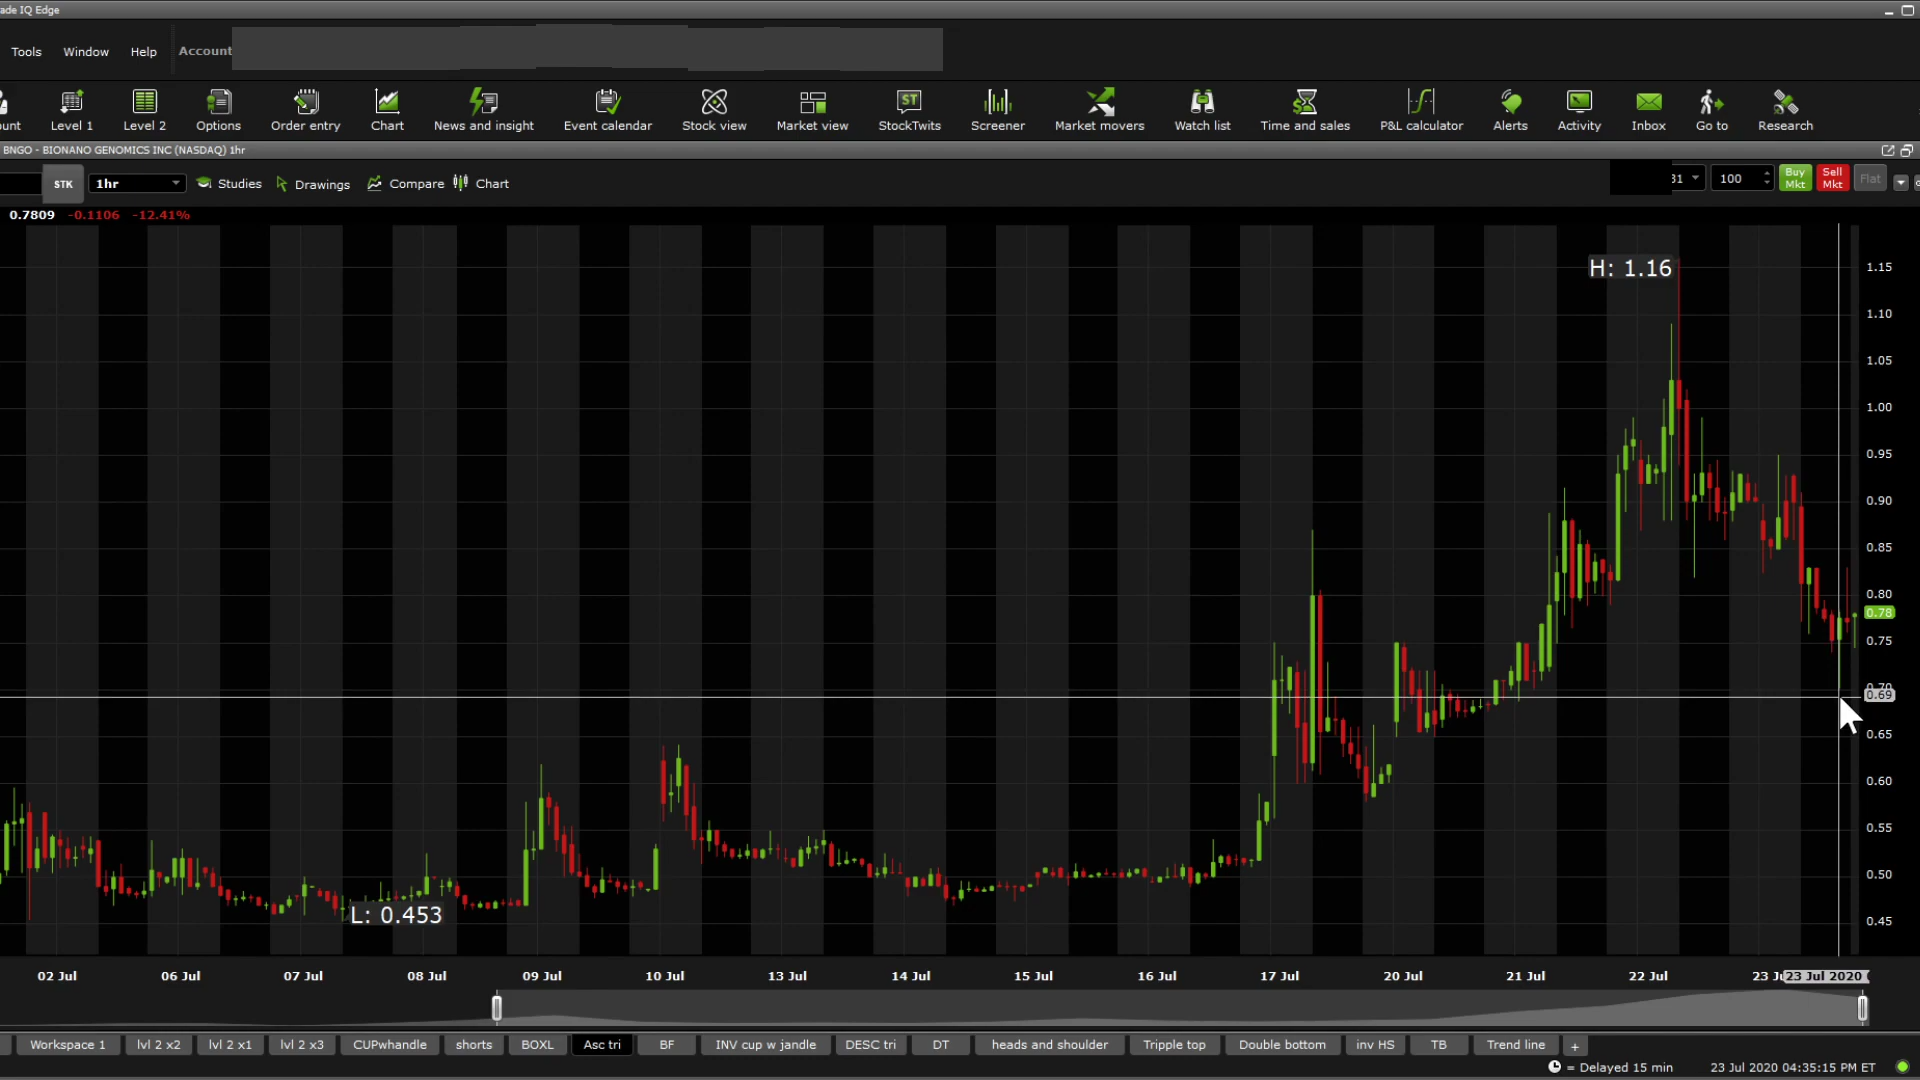 ade IQ Edge
Tools Window Help Account
ount Level 1 Level 2 Options Order entry Chart News and insight Event calendar Stock view Market view StockTwits Screener Market movers Watch list Time and sales P&L calculator Alerts Activity Inbox Go to Research
ST
BNGO - BIONANO GENOMICS INC (NASDAQ) 1hr
STK 1hr Studies Drawings Compare Chart 31 100 Buy Mkt Sell Mkt Flat
0.7809 -0.1106 -12.41%
H: 1.16
1.15
1.10
1.05
1.00
0.95
0.90
0.85
0.80
0.78
0.75
0.70
0.69
0.65
0.60
0.55
0.50
L: 0.453
0.45
02 Jul 06 Jul 07 Jul 08 Jul 09 Jul 10 Jul 13 Jul 14 Jul 15 Jul 16 Jul 17 Jul 20 Jul 21 Jul 22 Jul 23 Ju 23 Jul 2020
Workspace 1 lvl 2 x2 lvl 2 x1 lvl 2 x3 CUPwhandle shorts BOXL Asc tri BF INV cup w jandle DESC tri DT heads and shoulder Tripple top Double bottom inv HS TB Trend line +
= Delayed 15 min 23 Jul 2020 04:35:15 PM ET